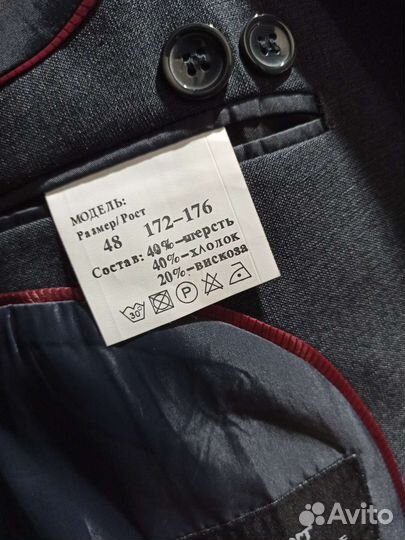 МОДЕЛЬ:
Размер/Рост
48 172-176
Состав: 40%-шерсть
40%-хлопок
20%-вискоза
30°
P
Avito